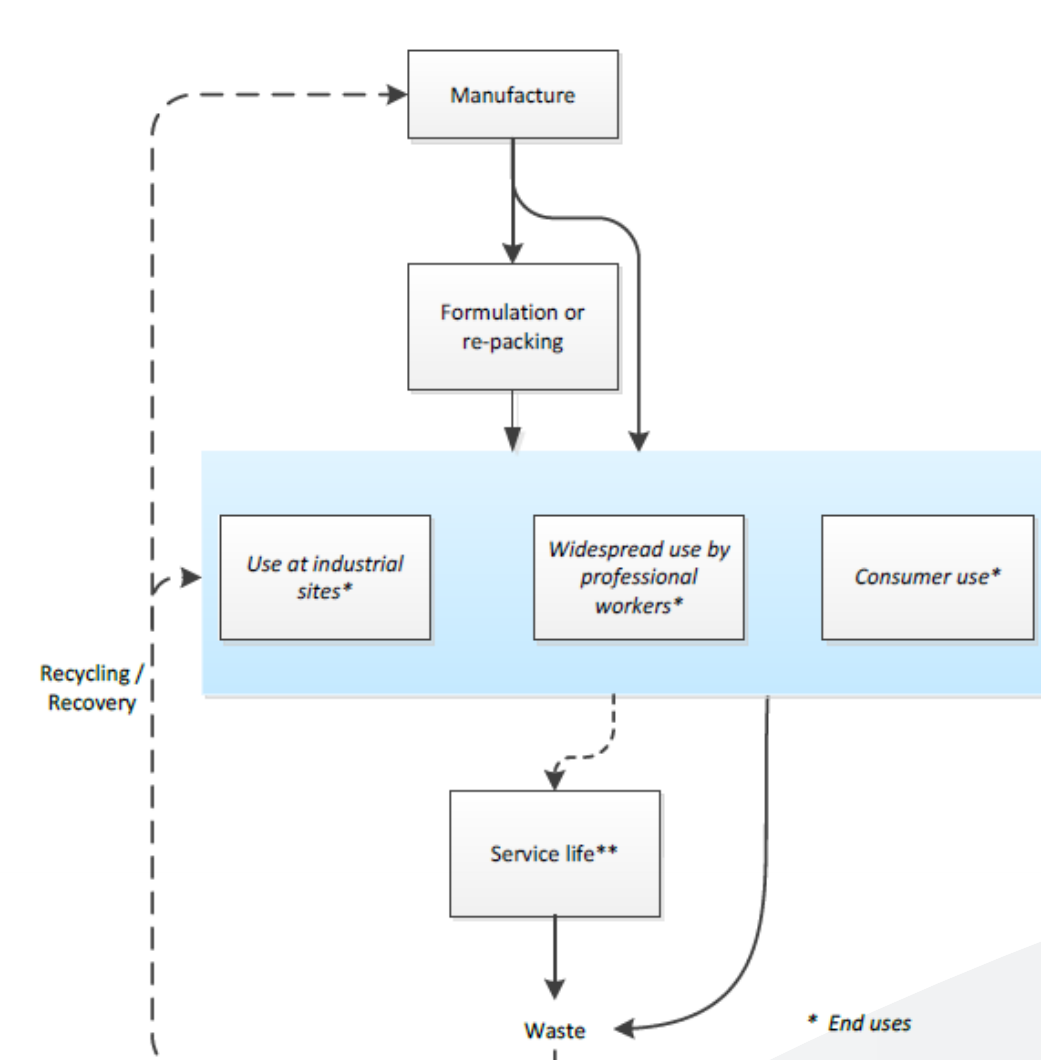 Manufacture
Formulation or
re-packing
Use at industrial
sites*
Widespread use by
professional
workers*
Consumer use*
Recycling /
Recovery
Service life**
Waste
* End uses